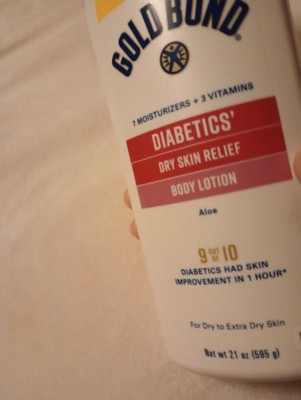 GOLD BOND®
7 MOISTURIZERS + 3 VITAMINS
DIABETICS'
DRY SKIN RELIEF
BODY LOTION
Aloe
9 OUT OF 10
DIABETICS HAD SKIN
IMPROVEMENT IN 1 HOUR*
For Dry to Extra Dry Skin
Net wt 21 oz (595 g)